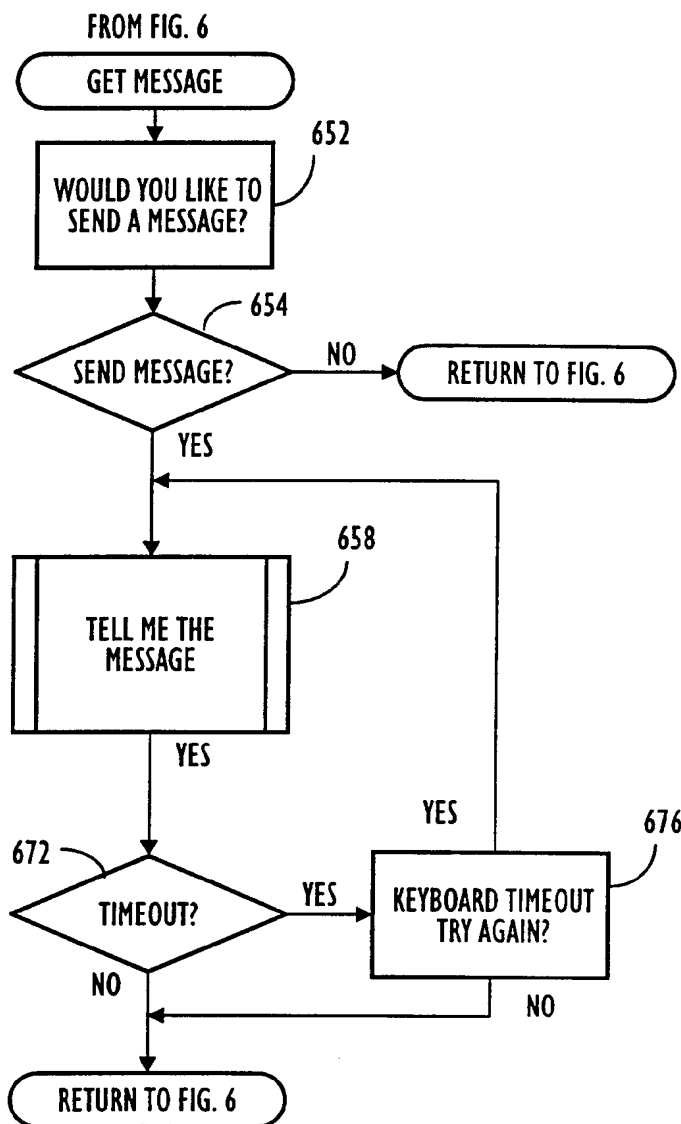 FROM FIG. 6
GET MESSAGE
652
WOULD YOU LIKE TO
SEND A MESSAGE?
654
SEND MESSAGE?
NO
RETURN TO FIG. 6
YES
658
TELL ME THE
MESSAGE
YES
672
TIMEOUT?
YES
YES
676
KEYBOARD TIMEOUT
TRY AGAIN?
NO
NO
RETURN TO FIG. 6